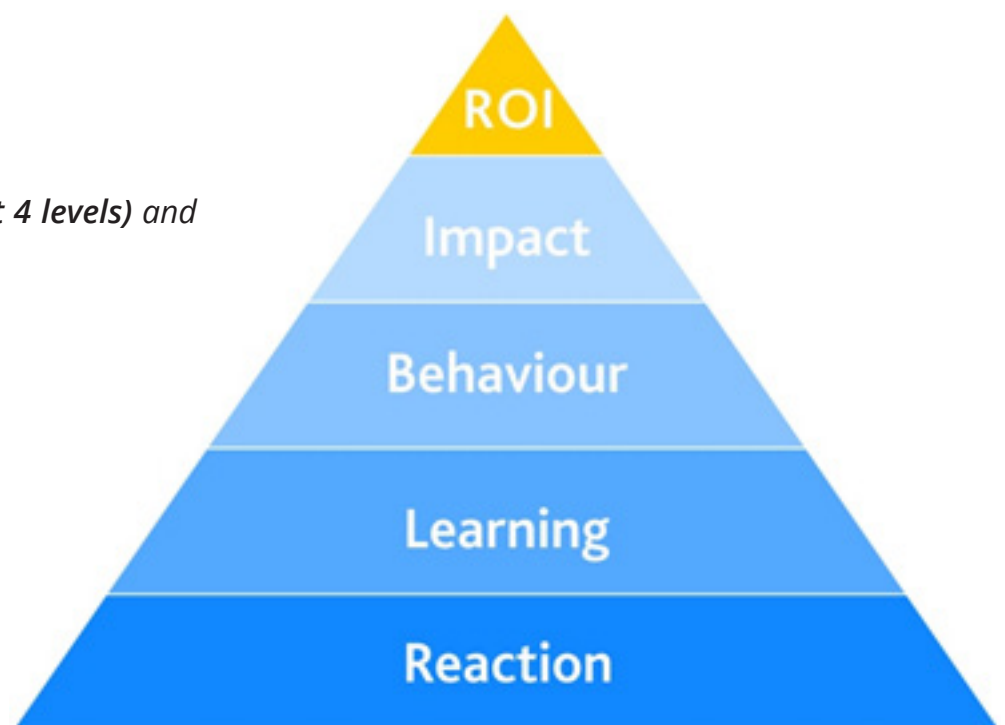 ROI
t 4 levels) and
Impact
Behaviour
Learning
Reaction